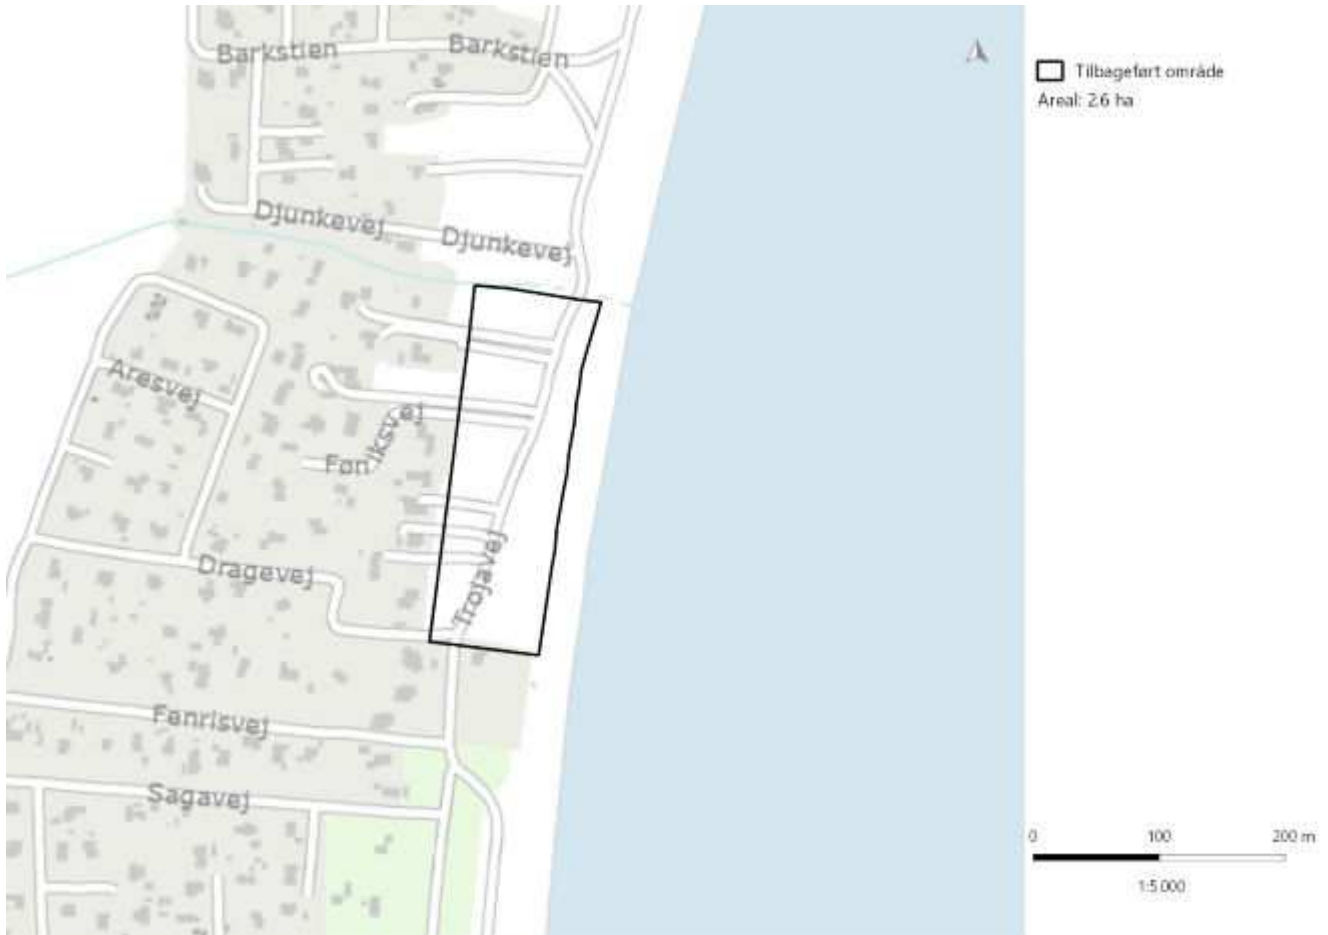 Barkstien
Barkstien
Djunkevej
Djunkevej
Aresvej
Føniksvej
Trojavej
Dragevej
Fenrisvej
Sagavej
Tilbageført område
Areal: 2.6 ha
0 100 200 m
1:5.000